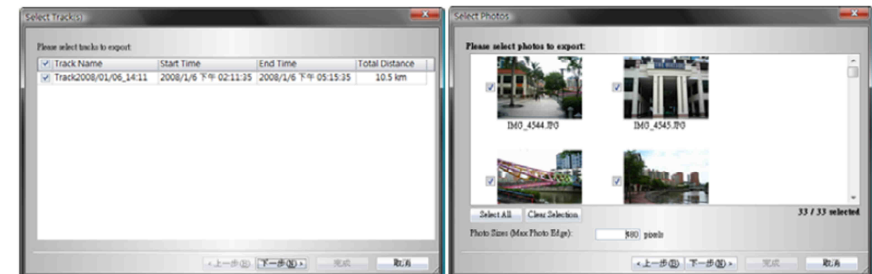 Select Track(s)
Please select tracks to export:
Track Name Start Time End Time Total Distance
Track2008/01/06_14:11 2008/1/6 下午 02:11:35 2008/1/6 下午 05:15:35 10.5 km
<上一步(B) 下一步(N)> 完成 取消
Select Photos
Please select photos to export:
IMG_4544.JPG IMG_4545.JPG
Select All Clear Selection 33 / 33 selected
Photo Sizes (Max Photo Edge): 480 pixels
<上一步(B) 下一步(N)> 完成 取消